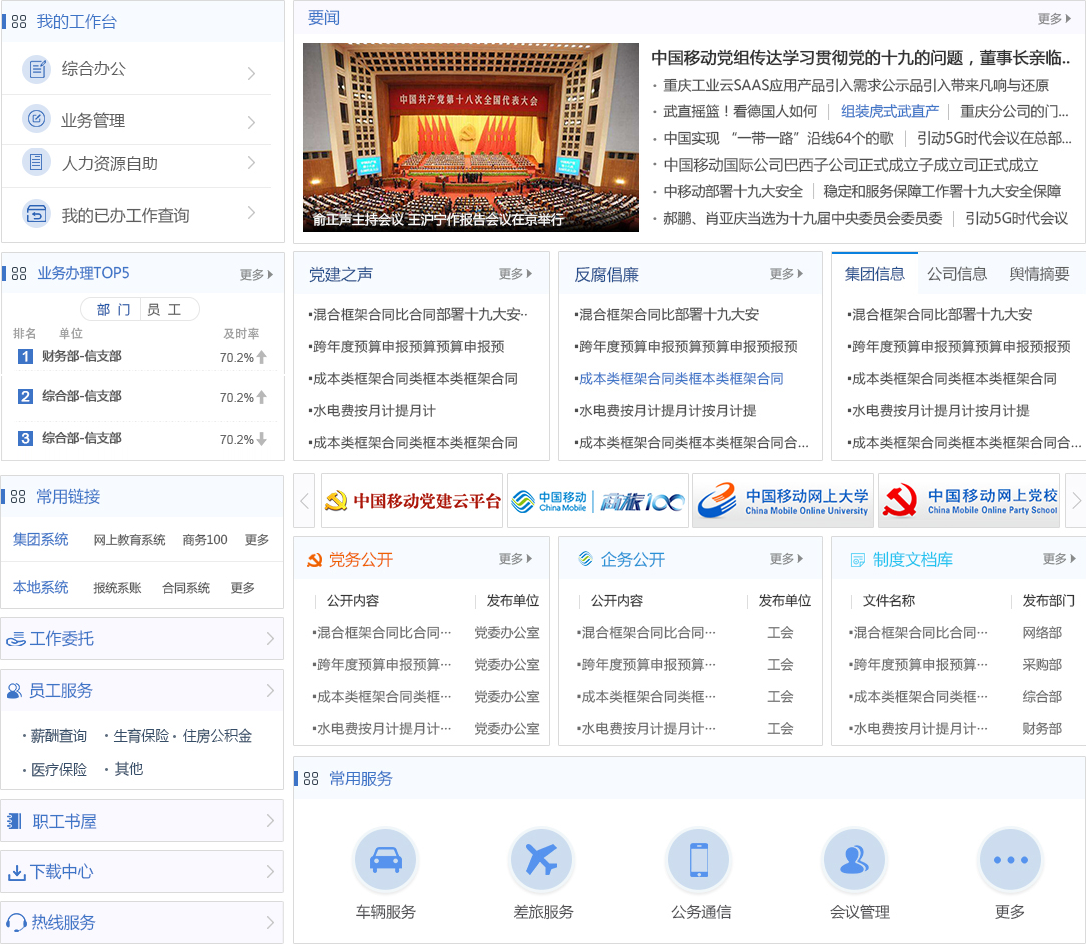 我的工作台
综合办公
业务管理
人力资源自助
我的已办工作查询
要闻
更多
中国共产党第十八次全国代表大会
俞正声主持会议 王沪宁作报告会议在京举行
中国移动党组传达学习贯彻党的十九的问题，董事长亲临..
· 重庆工业云SAAS应用产品引入需求公示品引入带来凡响与还原
· 武直摇篮！看德国人如何 | 组装虎式武直产 | 重庆分公司的门...
· 中国实现 “一带一路”沿线64个的歌 | 引动5G时代会议在总部...
· 中国移动国际公司巴西子公司正式成立子成立司正式成立
· 中移动部署十九大安全 | 稳定和服务保障工作署十九大安全保障
· 郝鹏、肖亚庆当选为十九届中央委员会委员委 | 引动5G时代会议
业务办理TOP5
更多
部 门 员 工
排名 单位 及时率
1 财务部-信支部 70.2%
2 综合部-信支部 70.2%
3 综合部-信支部 70.2%
党建之声
更多
▪混合框架合同比合同部署十九大安··
▪跨年度预算申报预算预算申报预
▪成本类框架合同类框本类框架合同
▪水电费按月计提月计
▪成本类框架合同类框本类框架合同
反腐倡廉
更多
▪混合框架合同比部署十九大安
▪跨年度预算申报预算预算申报预报预
▪成本类框架合同类框本类框架合同
▪水电费按月计提月计按月计提
▪成本类框架合同类框本类框架合同合...
集团信息 公司信息 舆情摘要
▪混合框架合同比部署十九大安
▪跨年度预算申报预算预算申报预报预
▪成本类框架合同类框本类框架合同
▪水电费按月计提月计按月计提
▪成本类框架合同类框本类框架合同合...
常用链接
集团系统 网上教育系统 商务100 更多
本地系统 报统系账 合同系统 更多
工作委托
员工服务
· 薪酬查询 · 生育保险 · 住房公积金
· 医疗保险 · 其他
职工书屋
下载中心
热线服务
中国移动党建云平台
中国移动
China Mobile
商旅100
中国移动网上大学
China Mobile Online University
中国移动网上党校
China Mobile Online Party School
党务公开
更多
公开内容 发布单位
▪混合框架合同比合同··· 党委办公室
▪跨年度预算申报预算··· 党委办公室
▪成本类框架合同类框··· 党委办公室
▪水电费按月计提月计··· 党委办公室
企务公开
更多
公开内容 发布单位
▪混合框架合同比合同··· 工会
▪跨年度预算申报预算··· 工会
▪成本类框架合同类框··· 工会
▪水电费按月计提月计··· 工会
制度文档库
更多
文件名称 发布部门
▪混合框架合同比合同··· 网络部
▪跨年度预算申报预算··· 采购部
▪成本类框架合同类框··· 综合部
▪水电费按月计提月计··· 财务部
常用服务
车辆服务 差旅服务 公务通信 会议管理 更多